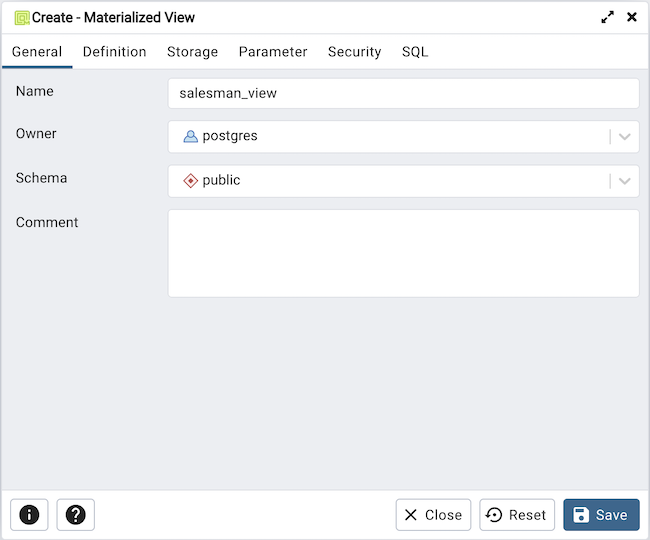 Create - Materialized View
General Definition Storage Parameter Security SQL
Name salesman_view
Owner postgres
Schema public
Comment
Close Reset Save